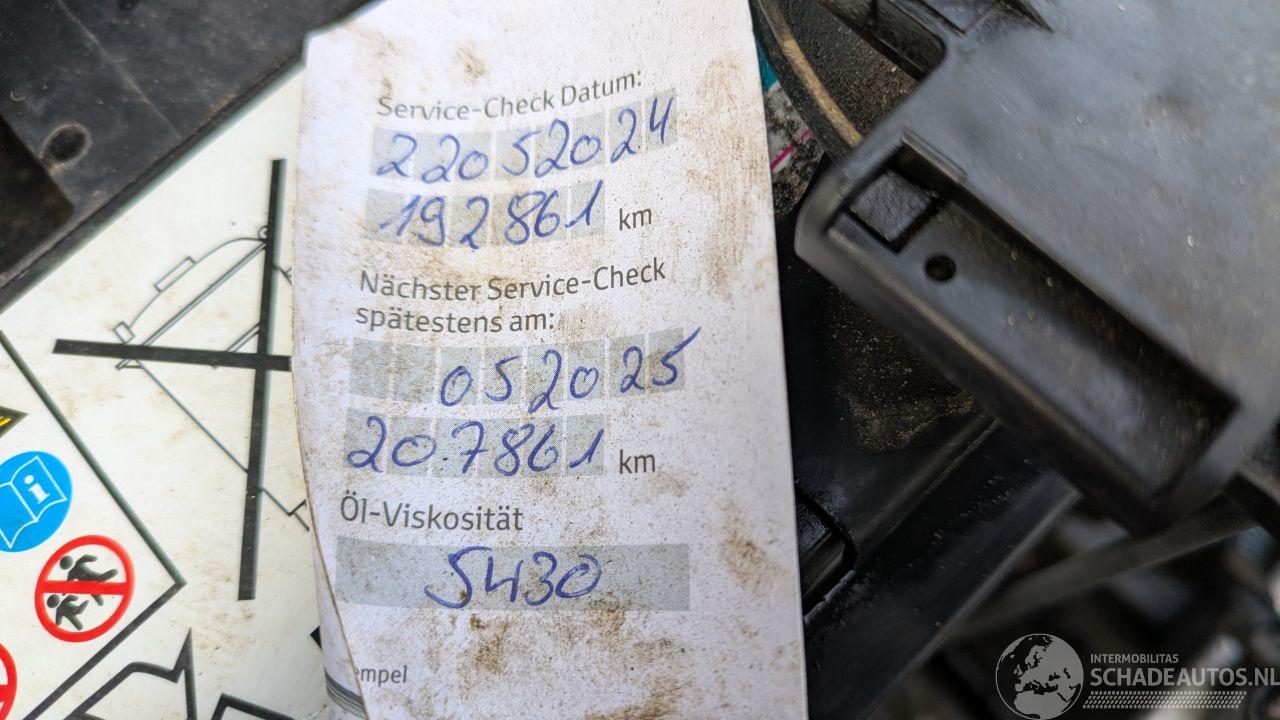 Service-Check Datum:
22052024
192861 km
Nächster Service-Check
spätestens am:
052025
207861 km
Öl-Viskosität
5W30
empel
INTERMOBILITAS
SCHADEAUTOS.NL